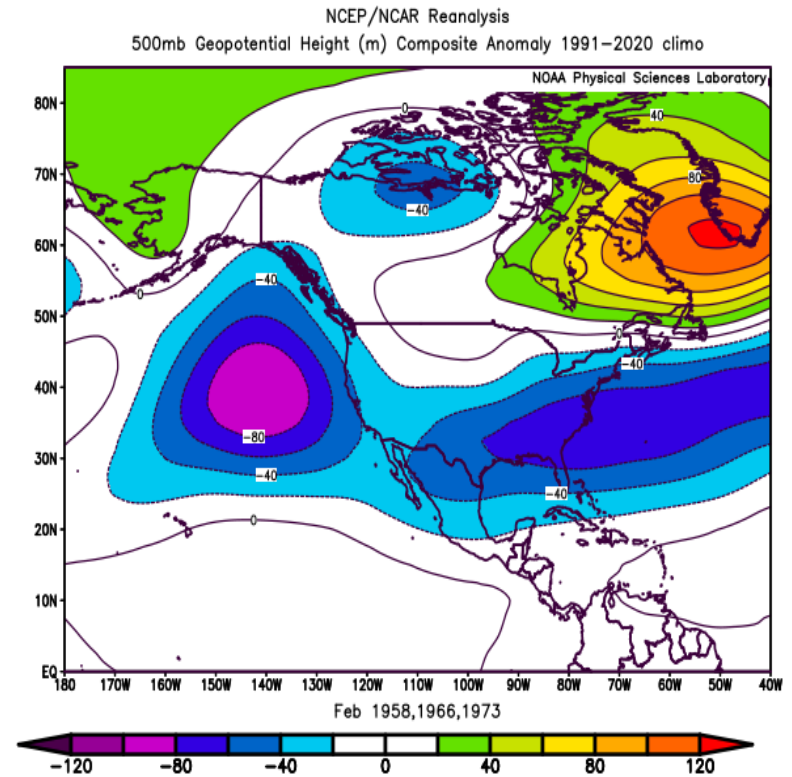 NCEP/NCAR Reanalysis
500mb Geopotential Height (m) Composite Anomaly 1991-2020 climo
NOAA Physical Sciences Laboratory
80N
40
0
70N
80
-40
60N
-40
0
50N
0
-40
40N
-80
30N
-40
-40
20N
0
10N
EQ
180 170W 160W 150W 140W 130W 120W 110W 100W 90W 80W 70W 60W 50W 40W
Feb 1958,1966,1973
-120 -80 -40 0 40 80 120